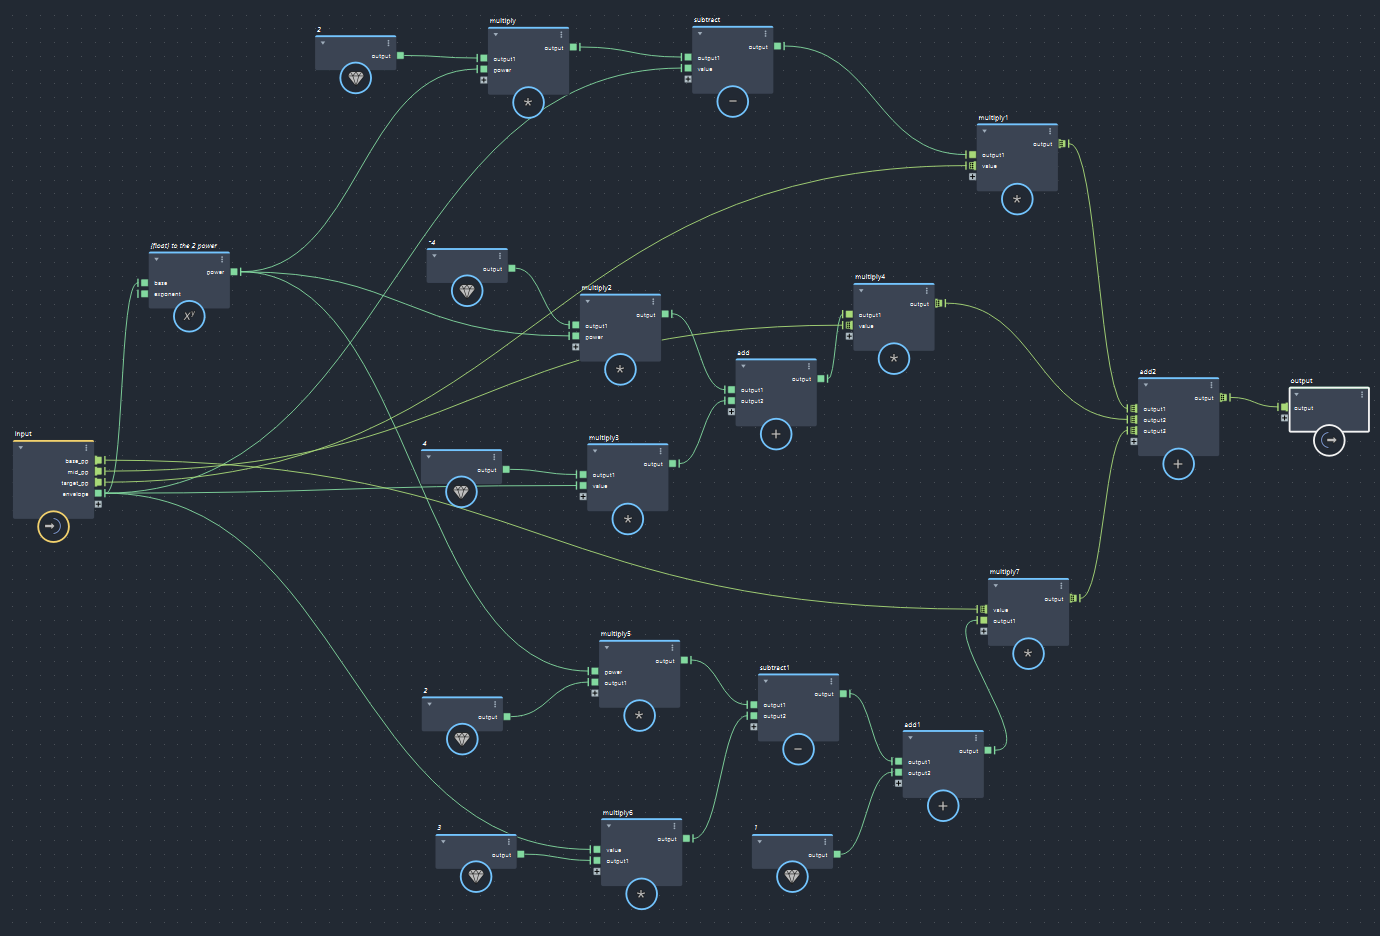 multiply
output
output1
power
2
output
subtract
output
output1
value
multiply1
output
output1
value
(float) to the 2 power
power
base
exponent
-4
output
multiply2
output
output1
power
multiply4
output
output1
value
add
output
output1
output2
add2
output
output1
output2
output3
output
output
input
base_pp
mid_pp
target_pp
envelope
4
output
multiply3
output
output1
value
multiply7
output
value
output1
multiply5
output
power
output1
2
output
subtract1
output
output1
output2
add1
output
output1
output2
multiply6
output
value
output1
3
output
1
output